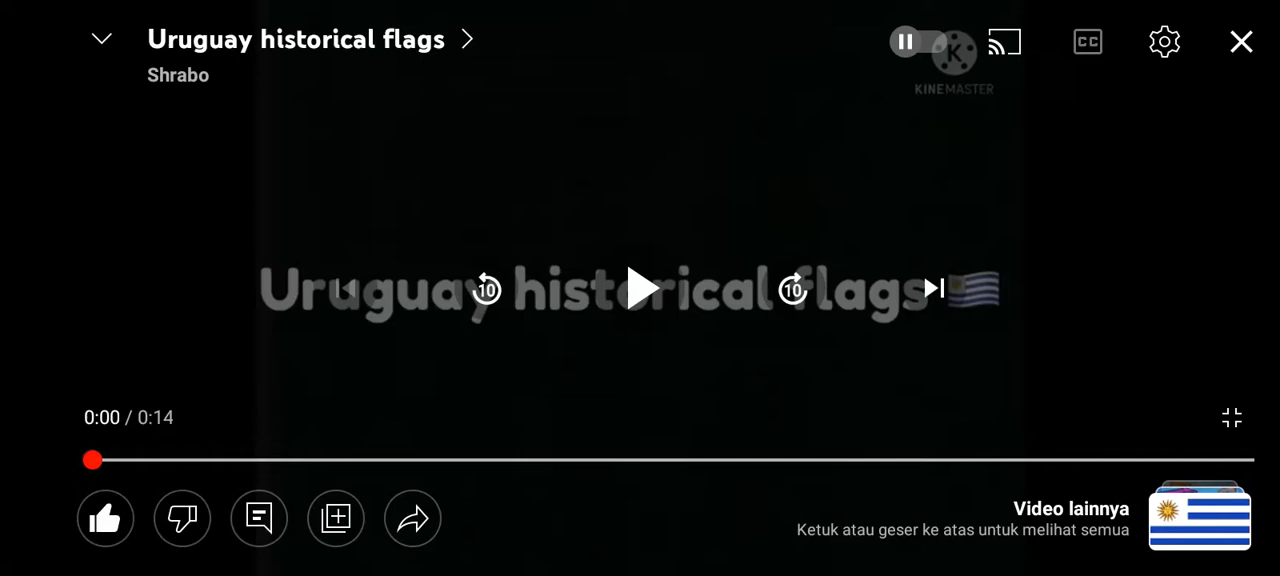 Uruguay historical flags
Shrabo
K
KINEMASTER
CC
Uruguay historical flags
10
10
0:00 / 0:14
Video lainnya
Ketuk atau geser ke atas untuk melihat semua